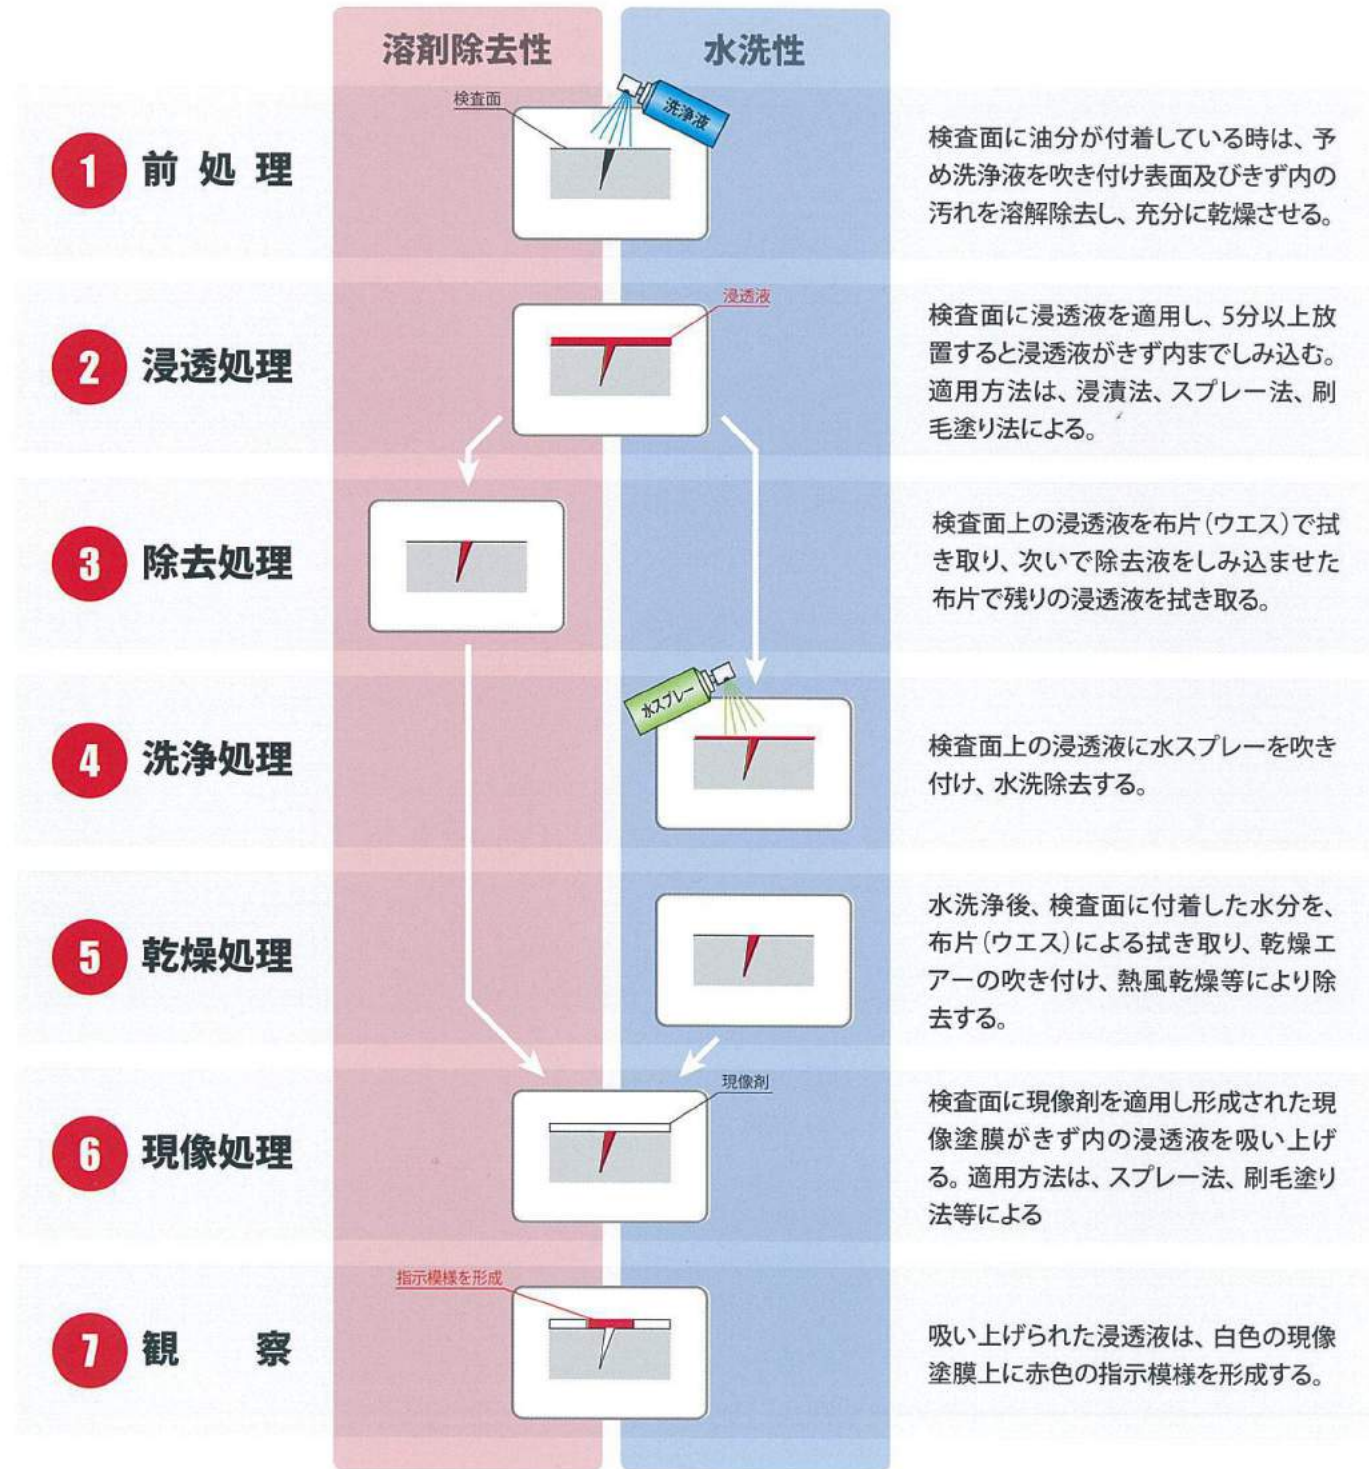 溶剤除去性
水洗性
検査面
洗浄液
1 前処理
検査面に油分が付着している時は、予
め洗浄液を吹き付け表面及びきず内の
汚れを溶解除去し、充分に乾燥させる。
浸透液
2 浸透処理
検査面に浸透液を適用し、5分以上放
置すると浸透液がきず内までしみ込む。
適用方法は、浸漬法、スプレー法、刷
毛塗り法による。
3 除去処理
検査面上の浸透液を布片(ウエス)で拭
き取り、次いで除去液をしみ込ませた
布片で残りの浸透液を拭き取る。
水スプレー
4 洗浄処理
検査面上の浸透液に水スプレーを吹き
付け、水洗除去する。
5 乾燥処理
水洗浄後、検査面に付着した水分を、
布片(ウエス)による拭き取り、乾燥エ
アーの吹き付け、熱風乾燥等により除
去する。
現像剤
6 現像処理
検査面に現像剤を適用し形成された現
像塗膜がきず内の浸透液を吸い上げ
る。適用方法は、スプレー法、刷毛塗り
法等による
指示模様を形成
7 観察
吸い上げられた浸透液は、白色の現像
塗膜上に赤色の指示模様を形成する。